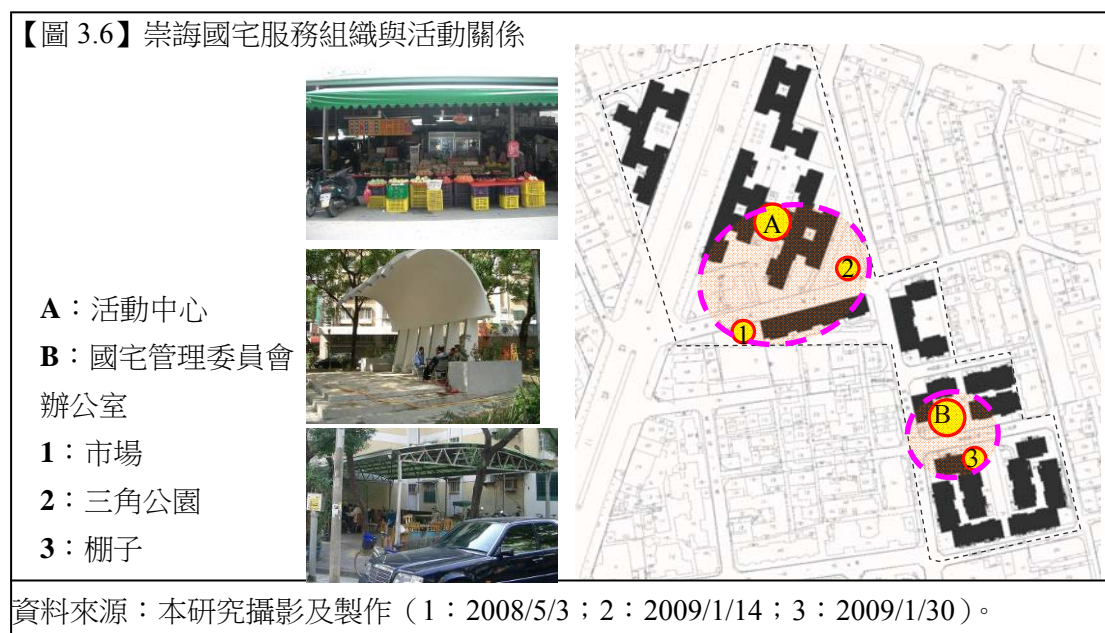 【圖 3.6】崇誨國宅服務組織與活動關係
A：活動中心
B：國宅管理委員會
辦公室
1：市場
2：三角公園
3：棚子
A
2
1
B
3
資料來源：本研究攝影及製作（1：2008/5/3；2：2009/1/14；3：2009/1/30）。